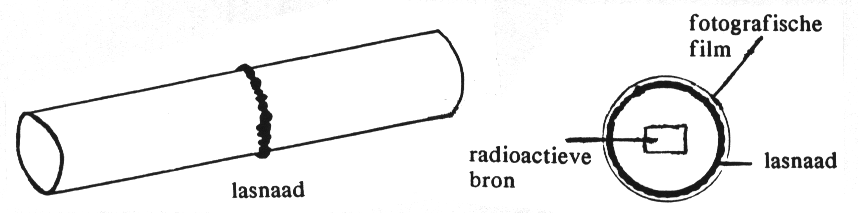 lasnaad
fotografische
film
radioactieve
bron
lasnaad